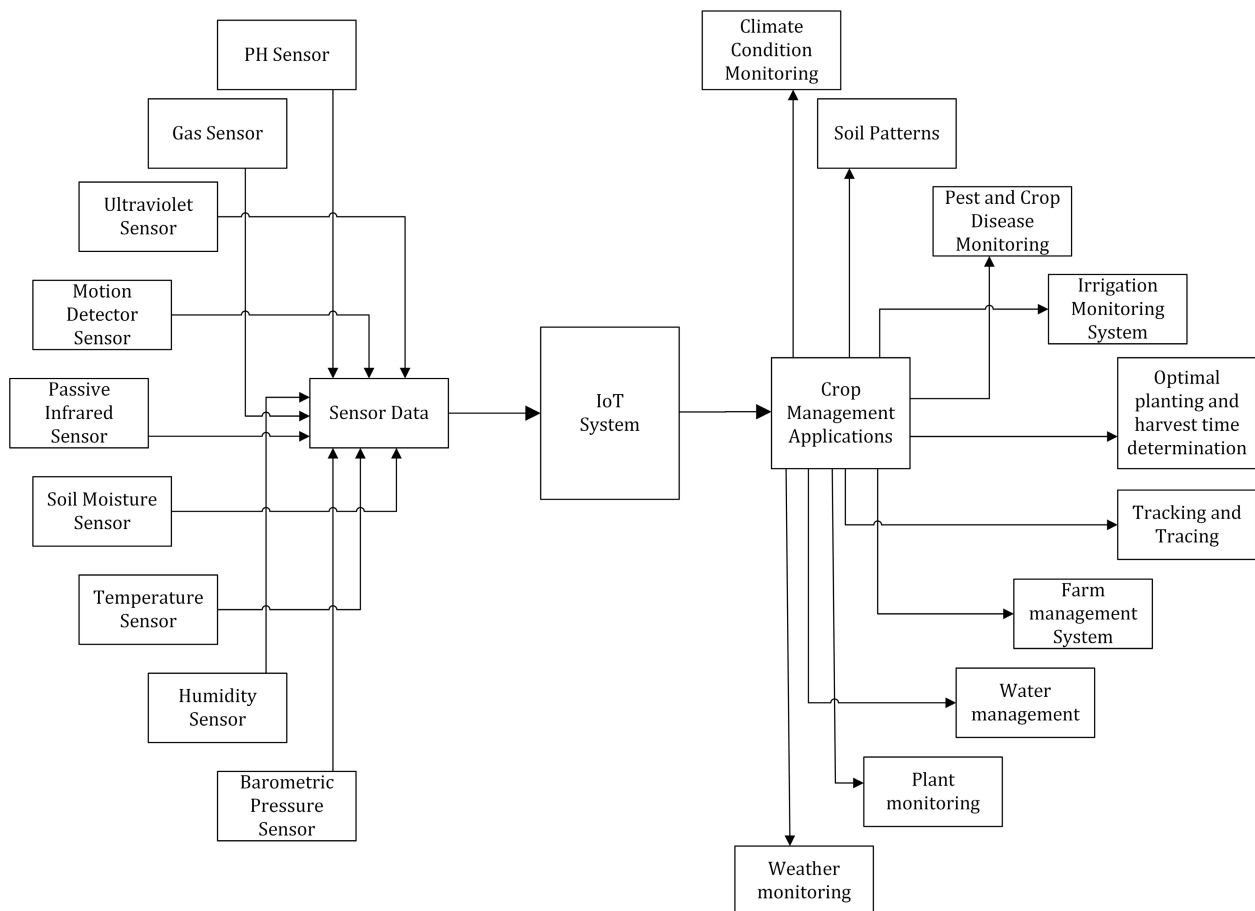 PH Sensor
Gas Sensor
Ultraviolet
Sensor
Motion
Detector
Sensor
Passive
Infrared
Sensor
Soil Moisture
Sensor
Temperature
Sensor
Humidity
Sensor
Barometric
Pressure
Sensor
Sensor Data
IoT
System
Crop
Management
Applications
Climate
Condition
Monitoring
Soil Patterns
Pest and Crop
Disease
Monitoring
Irrigation
Monitoring
System
Optimal
planting and
harvest time
determination
Tracking and
Tracing
Farm
management
System
Water
management
Plant
monitoring
Weather
monitoring